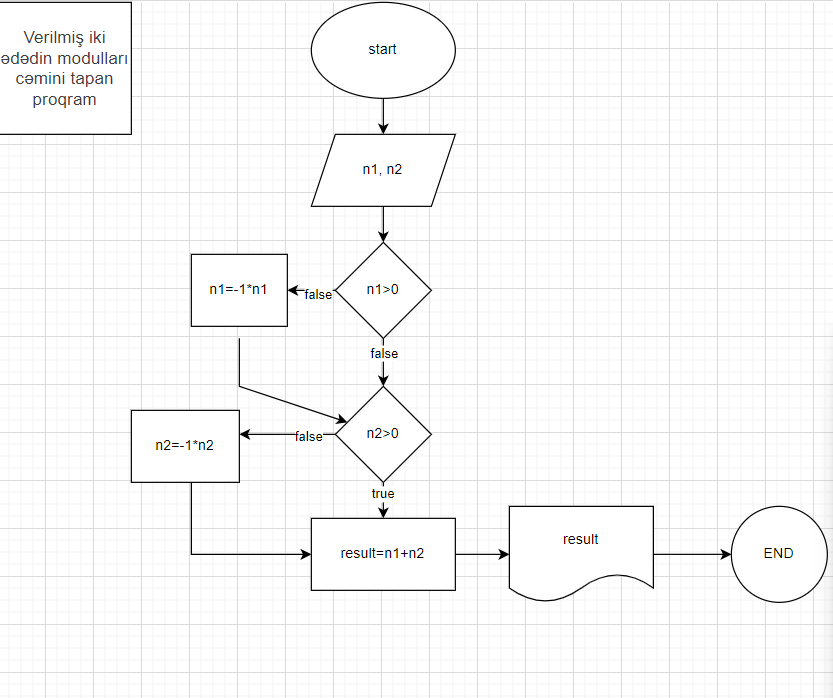 Verilmiş iki
ədədin modulları
cəmini tapan
proqram
start
n1, n2
n1>0
false
n1=-1*n1
false
n2>0
false
n2=-1*n2
true
result=n1+n2
result
END